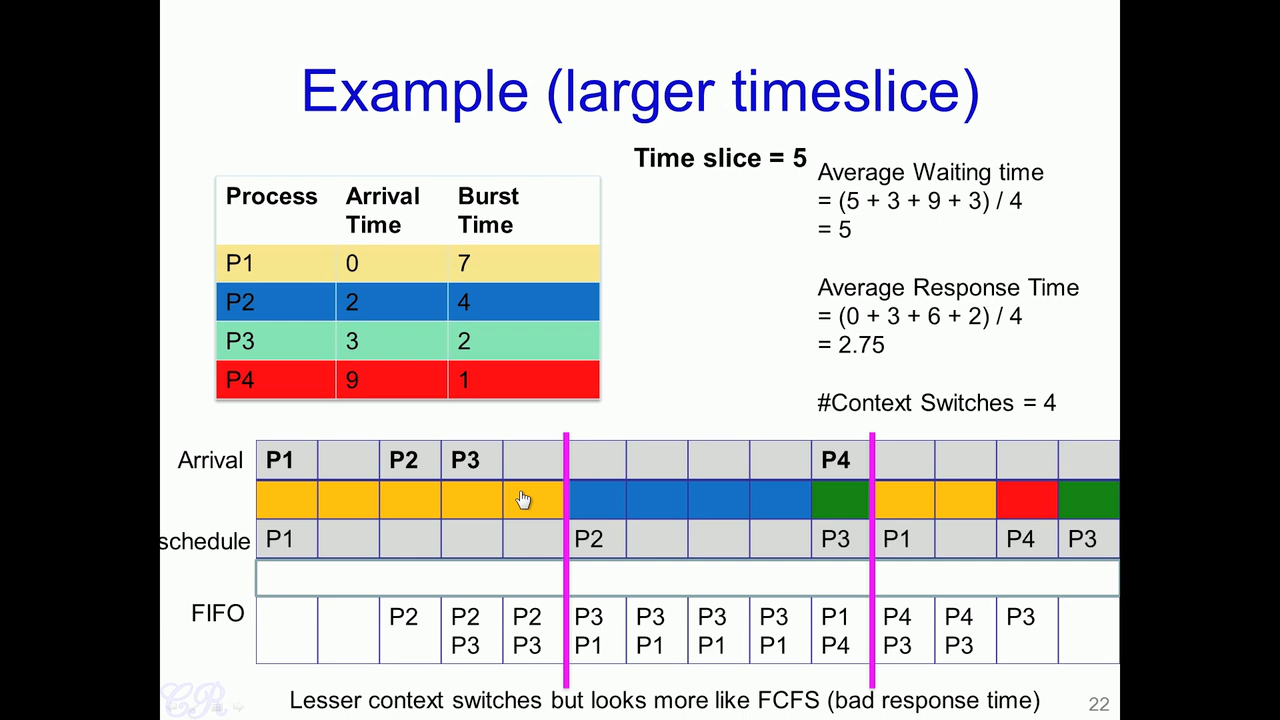 Example (larger timeslice)
Time slice = 5
Average Waiting time
= (5 + 3 + 9 + 3) / 4
= 5
Average Response Time
= (0 + 3 + 6 + 2) / 4
= 2.75
#Context Switches = 4
Process Arrival Time Burst Time
P1 0 7
P2 2 4
P3 3 2
P4 9 1
Arrival P1 P2 P3 P4
schedule P1 P2 P3 P1 P4 P3
FIFO P2 P2 P2 P3 P3 P3 P3 P1 P4 P4 P3
P3 P3 P1 P1 P1 P1 P4 P3 P3
Lesser context switches but looks more like FCFS (bad response time)
CR
22